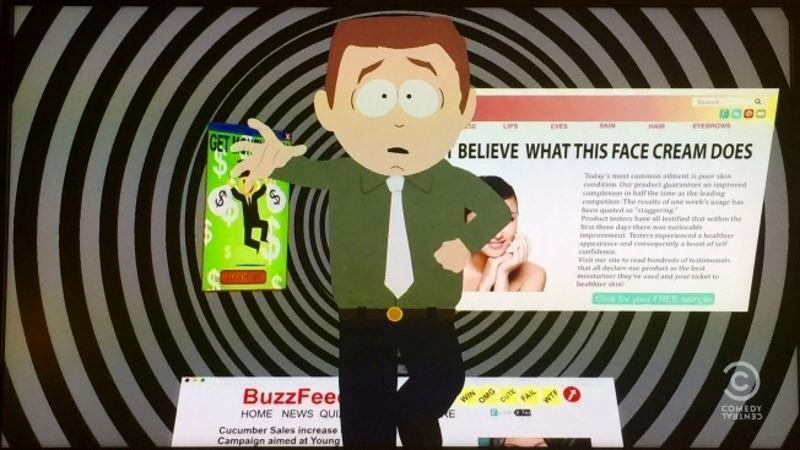 Search
GET
LIPS EYES SKIN HAIR EYEBROWS
BELIEVE WHAT THIS FACE CREAM DOES
Today's most common ailment is poor skin
condition. Our product guarantees an improved
complexion in half the time as the leading
competitor. The results of one week's usage has
been quoted as "staggering."
Product testers have all testified that within the
first three days there was noticeable
improvement. Testers experienced a healthier
appearance and consequently a boost of self
confidence.
Visit our site to read hundreds of testimonials
that all declare our product as the best
moisturizer they've used and your ticket to
healthier skin!
Click for your FREE sample
BuzzFee
WIN OMG CUTE FAIL WTF
HOME NEWS QUI RE
Cucumber Sales increase
Campaign aimed at Young
COMEDY
CENTRAL